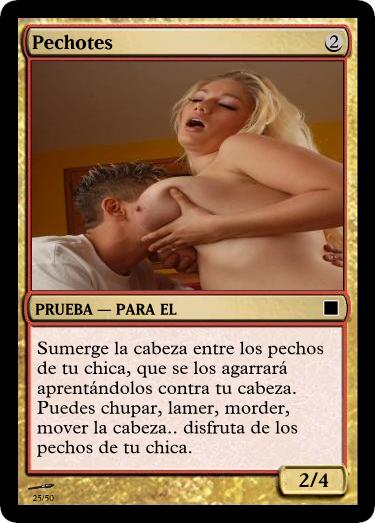 Pechotes 2
PRUEBA — PARA EL
Sumerge la cabeza entre los pechos
de tu chica, que se los agarrará
aprentándolos contra tu cabeza.
Puedes chupar, lamer, morder,
mover la cabeza.. disfruta de los
pechos de tu chica.
2/4
25/50